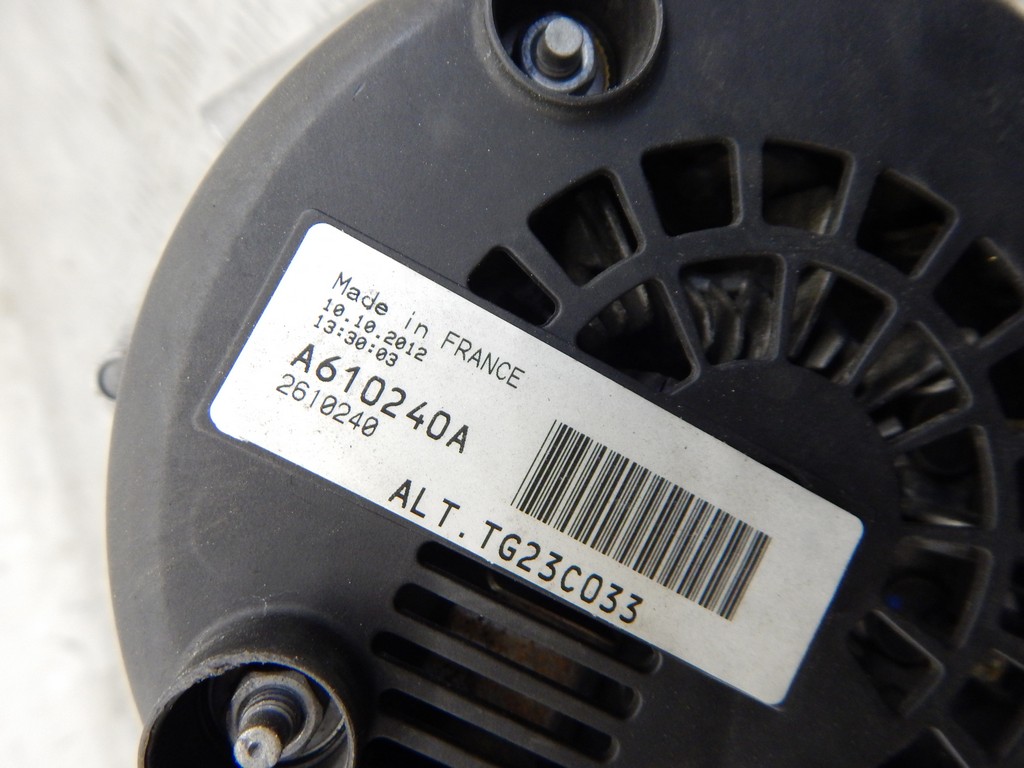 Made in FRANCE
10.10.2012
13:30:03
A610240A
2610240
ALT.TG23C033